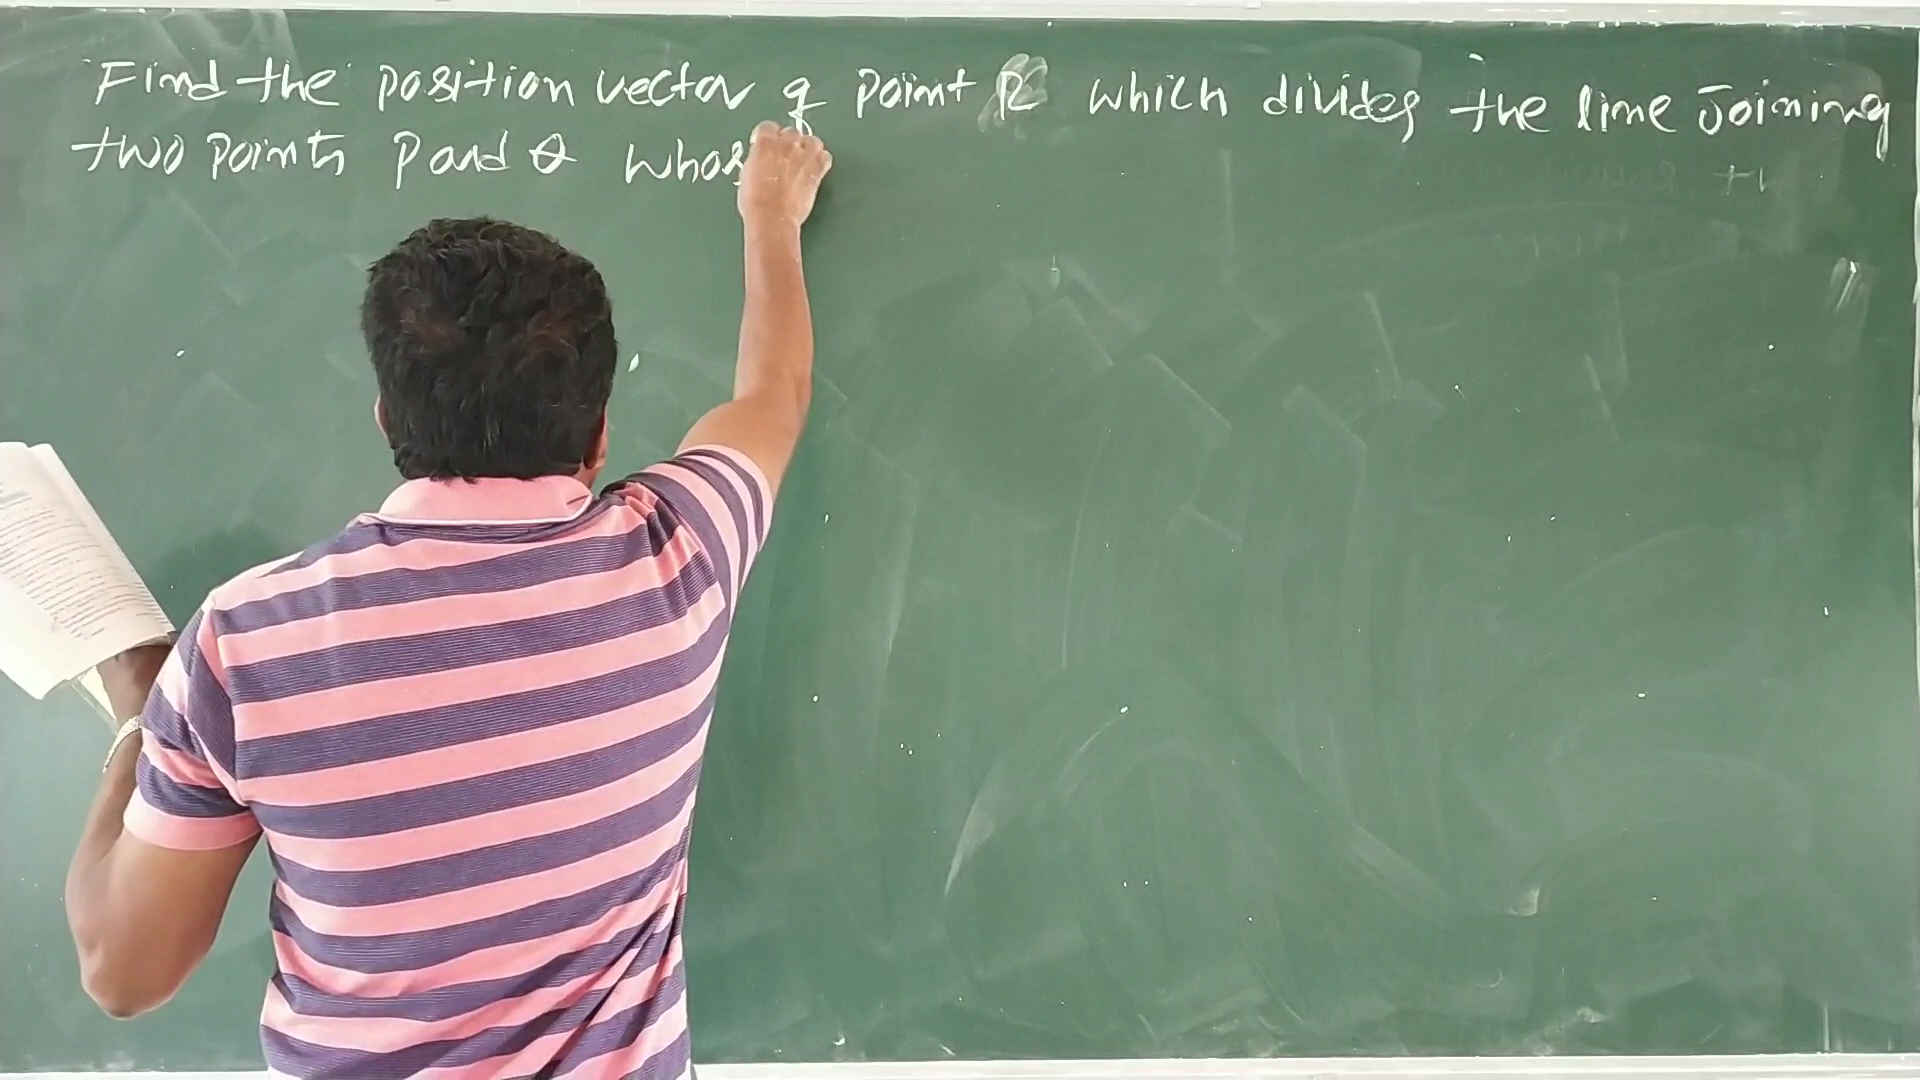 Find the position vector of point R which divides the line Joining
two points P and Q whos